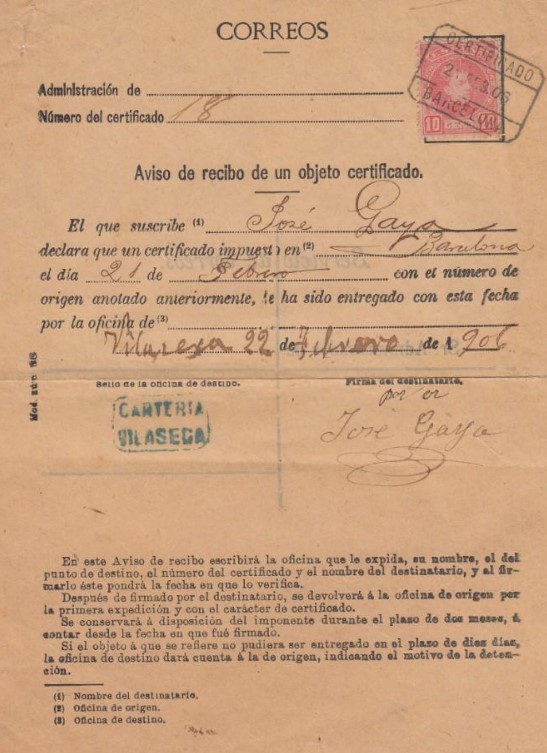 CORREOS
CERTIFICADO
BARCELONA
10 10
Administración de
Número del certificado 18
Aviso de recibo de un objeto certificado.
El que suscribe (1) José Gaya
declara que un certificado impuesto en (2) Barcelona
el día 21 de Febrero con el número de
origen anotado anteriormente, le ha sido entregado con esta fecha
por la oficina de (3)
Vilaseca 22 de Febrero de 1906
Mod. núm 38
Sello de la oficina de destino.
Firma del destinatario,
CARTERÍA
VILASECA
por
José Gaya
En este Aviso de recibo escribirá la oficina que le expida, su nombre, el del
punto de destino, el número del certificado y el nombre del destinatario, y al fir-
marlo éste pondrá la fecha en que lo verifica.
Después de firmado por el destinatario, se devolverá á la oficina de origen por
la primera expedición y con el carácter de certificado.
Se conservará á disposición del imponente durante el plazo de dos meses, á
contar desde la fecha en que fué firmado.
Si el objeto á que se refiere no pudiera ser entregado en el plazo de diez días,
la oficina de destino dará cuenta á la de origen, indicando el motivo de la deten-
ción.
(1) Nombre del destinatario.
(2) Oficina de origen.
(3) Oficina de destino.